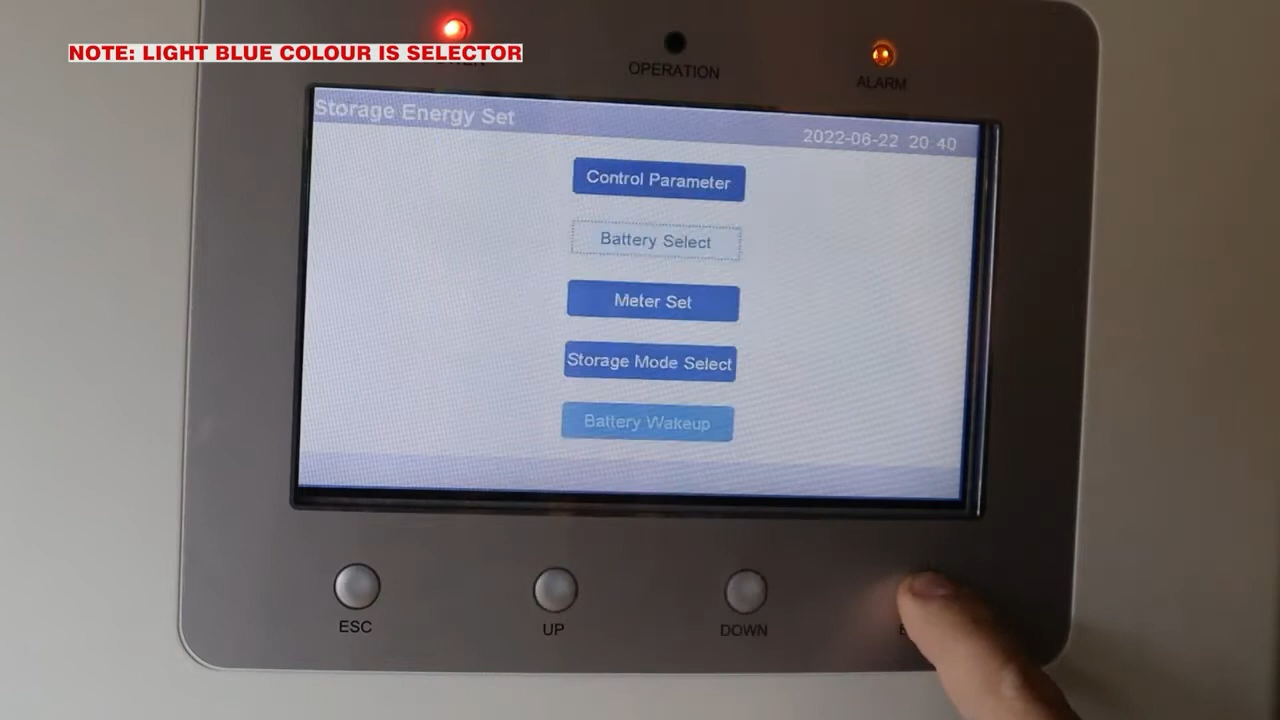 NOTE: LIGHT BLUE COLOUR IS SELECTOR
OPERATION
ALARM
Storage Energy Set
2022-06-22 20:40
Control Parameter
Battery Select
Meter Set
Storage Mode Select
Battery Wakeup
ESC
UP
DOWN